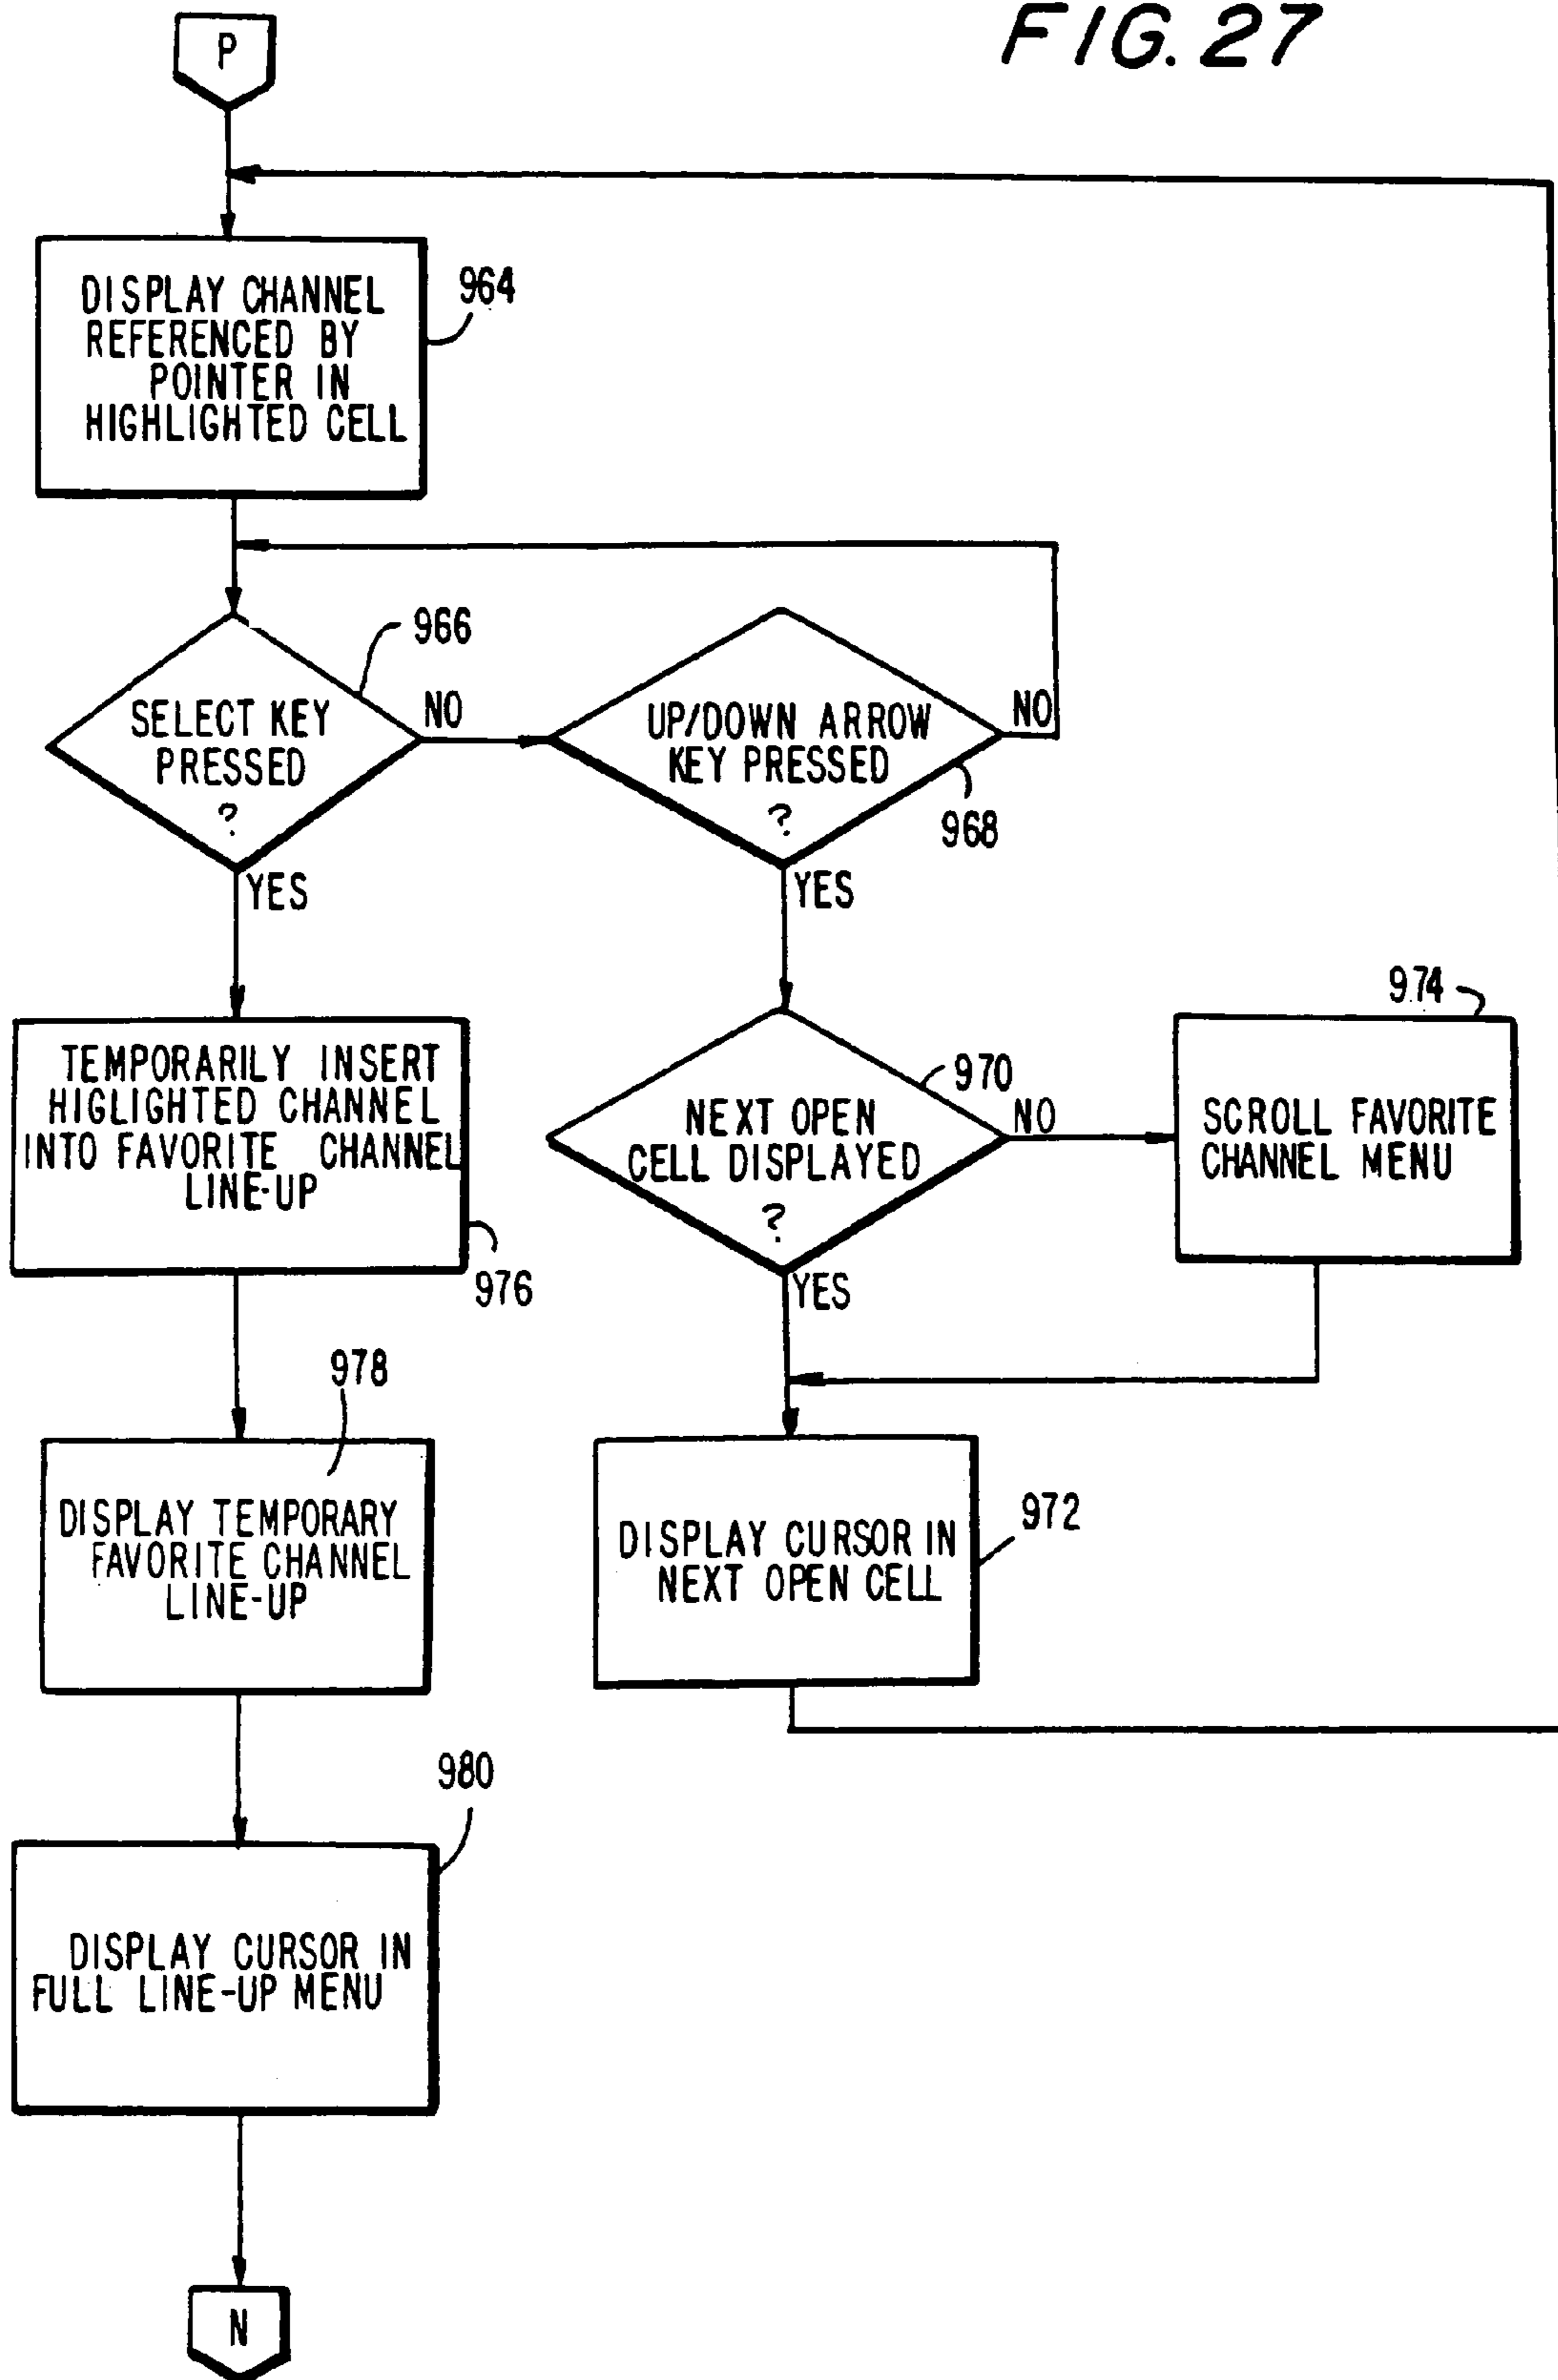 FIG. 27
P
DISPLAY CHANNEL
REFERENCED BY
POINTER IN
HIGHLIGHTED CELL
964
966
SELECT KEY
PRESSED
?
NO
YES
UP/DOWN ARROW
KEY PRESSED
?
NO
968
YES
974
TEMPORARILY INSERT
HIGLIGHTED CHANNEL
INTO FAVORITE CHANNEL
LINE-UP
976
970
NEXT OPEN
CELL DISPLAYED
?
NO
YES
SCROLL FAVORITE
CHANNEL MENU
978
DISPLAY TEMPORARY
FAVORITE CHANNEL
LINE-UP
DISPLAY CURSOR IN
NEXT OPEN CELL
972
980
DISPLAY CURSOR IN
FULL LINE-UP MENU
N